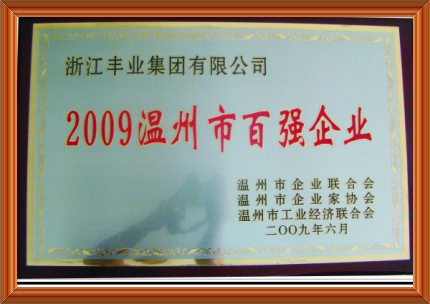 浙江丰业集团有限公司
2009温州市百强企业
温州市企业联合会
温州市企业家协会
温州市工业经济联合会
二〇〇九年六月